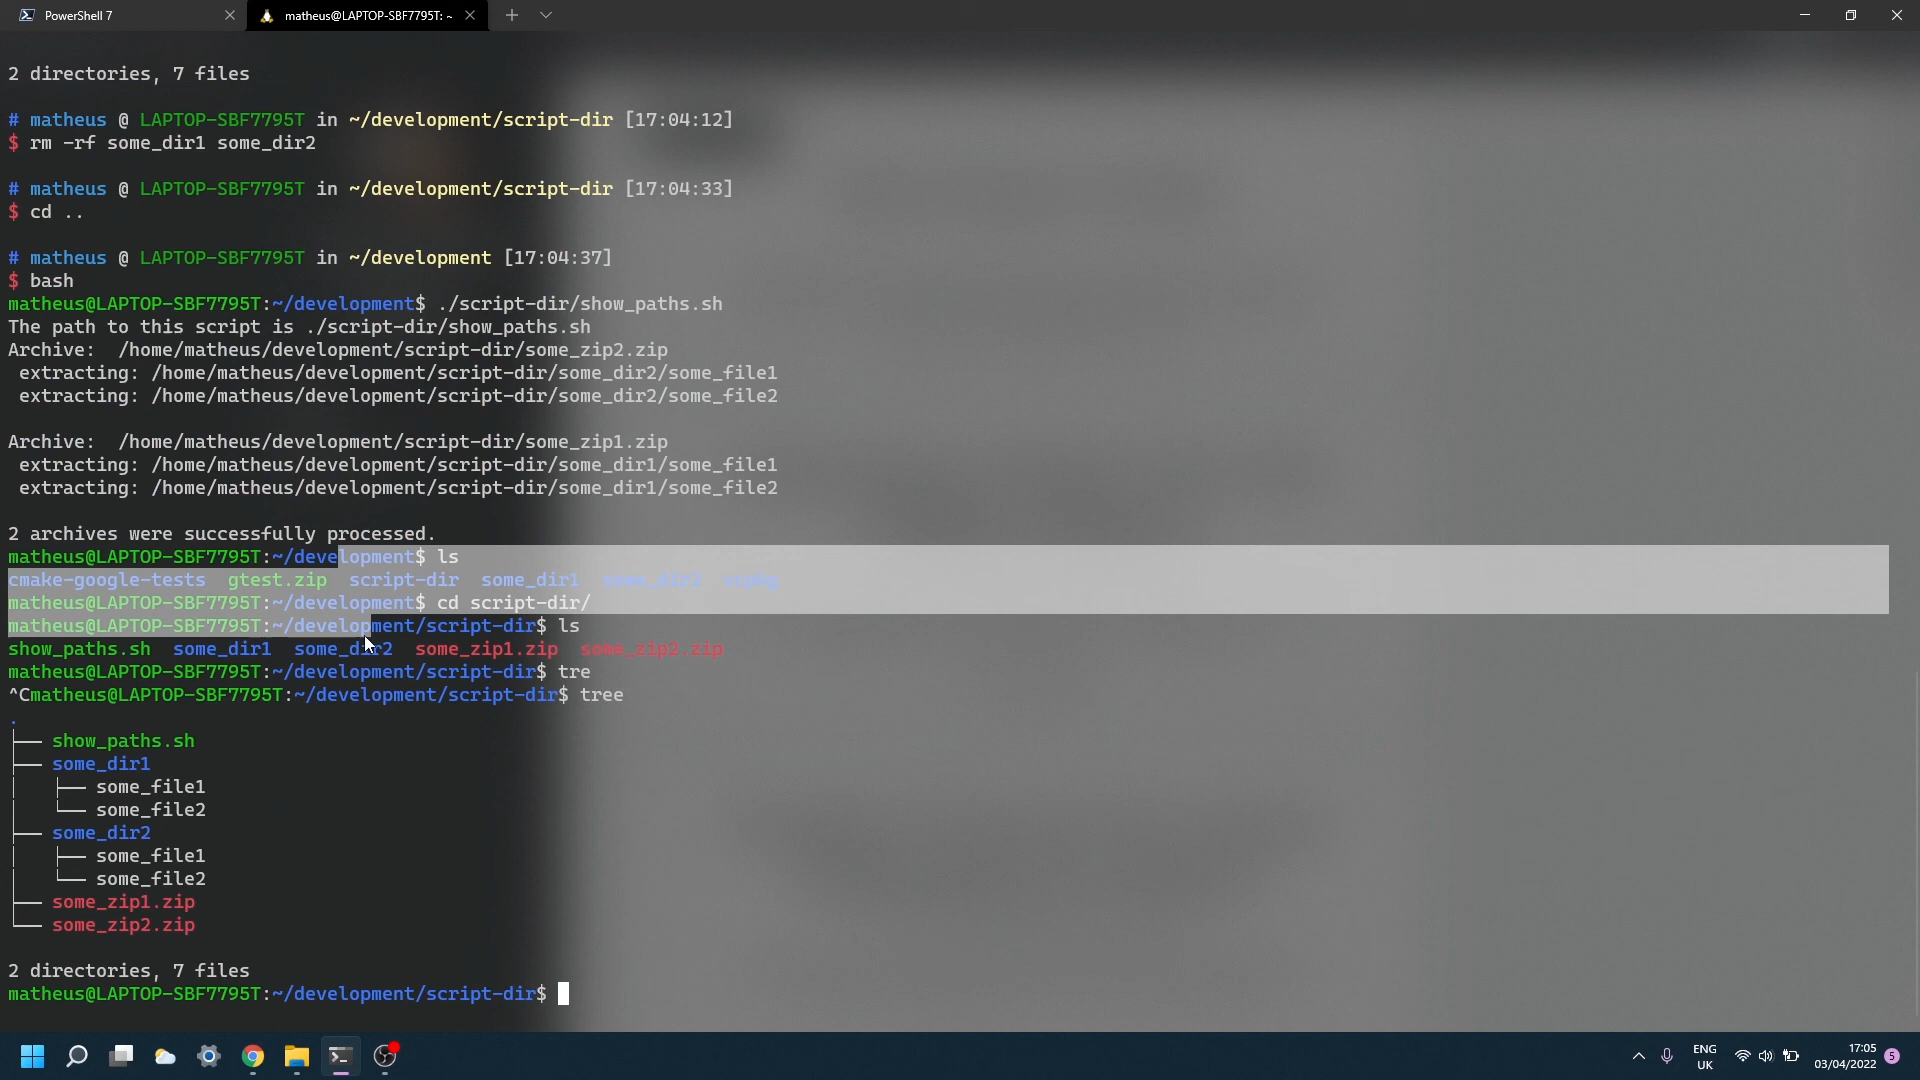 PowerShell 7
matheus@LAPTOP-SBF7795T: ~
2 directories, 7 files
# matheus @ LAPTOP-SBF7795T in ~/development/script-dir [17:04:12]
$ rm -rf some_dir1 some_dir2
# matheus @ LAPTOP-SBF7795T in ~/development/script-dir [17:04:33]
$ cd ..
# matheus @ LAPTOP-SBF7795T in ~/development [17:04:37]
$ bash
matheus@LAPTOP-SBF7795T:~/development$ ./script-dir/show_paths.sh
The path to this script is ./script-dir/show_paths.sh
Archive:  /home/matheus/development/script-dir/some_zip2.zip
 extracting: /home/matheus/development/script-dir/some_dir2/some_file1
 extracting: /home/matheus/development/script-dir/some_dir2/some_file2
Archive:  /home/matheus/development/script-dir/some_zip1.zip
 extracting: /home/matheus/development/script-dir/some_dir1/some_file1
 extracting: /home/matheus/development/script-dir/some_dir1/some_file2
2 archives were successfully processed.
matheus@LAPTOP-SBF7795T:~/development$ ls
cmake-google-tests  gtest.zip  script-dir  some_dir1  some_dir2  vcpkg
matheus@LAPTOP-SBF7795T:~/development$ cd script-dir/
matheus@LAPTOP-SBF7795T:~/development/script-dir$ ls
show_paths.sh  some_dir1  some_dir2  some_zip1.zip  some_zip2.zip
matheus@LAPTOP-SBF7795T:~/development/script-dir$ tre
^Cmatheus@LAPTOP-SBF7795T:~/development/script-dir$ tree
.
├── show_paths.sh
├── some_dir1
│   ├── some_file1
│   └── some_file2
├── some_dir2
│   ├── some_file1
│   └── some_file2
├── some_zip1.zip
└── some_zip2.zip
2 directories, 7 files
matheus@LAPTOP-SBF7795T:~/development/script-dir$
ENG
UK
17:05
03/04/2022
5